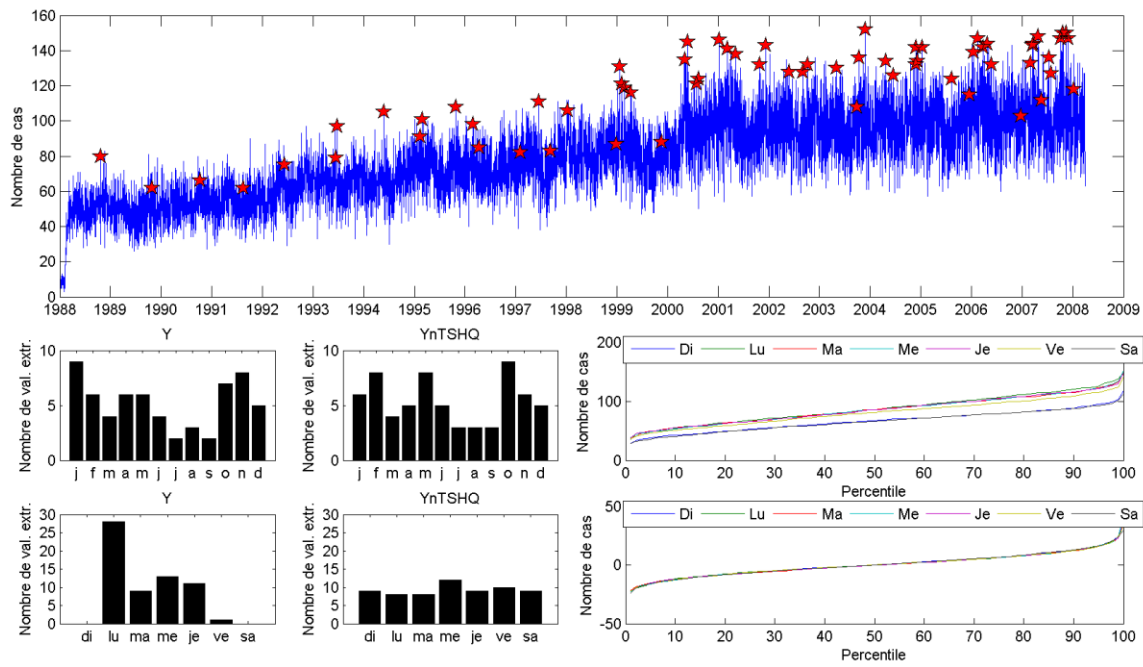 160
140
120
100
80
60
40
20
0
Nombre de cas
1988 1989 1990 1991 1992 1993 1994 1995 1996 1997 1998 1999 2000 2001 2002 2003 2004 2005 2006 2007 2008 2009
Y
10
5
0
Nombre de val. extr.
j f m a m j j a s o n d
YnTSHQ
10
5
0
Nombre de val. extr.
j f m a m j j a s o n d
200
100
0
Nombre de cas
Di Lu Ma Me Je Ve Sa
0 10 20 30 40 50 60 70 80 90 100
Percentile
Y
30
25
20
15
10
5
0
Nombre de val. extr.
di lu ma me je ve sa
YnTSHQ
30
25
20
15
10
5
0
Nombre de val. extr.
di lu ma me je ve sa
50
0
-50
Nombre de cas
Di Lu Ma Me Je Ve Sa
0 10 20 30 40 50 60 70 80 90 100
Percentile